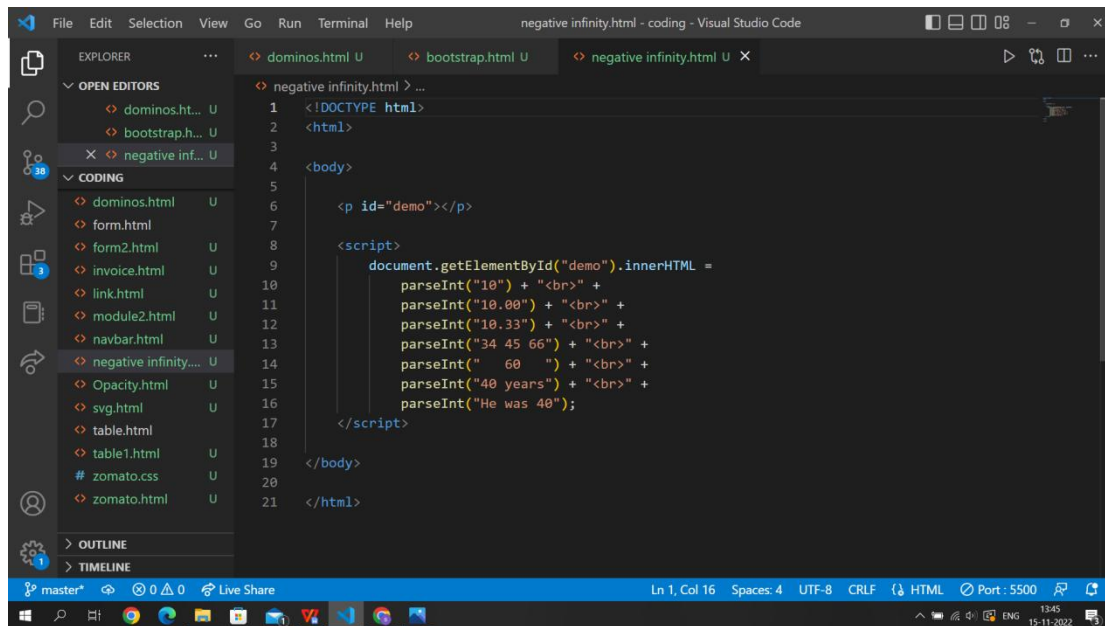 File Edit Selection View Go Run Terminal Help negative infinity.html - coding - Visual Studio Code
EXPLORER ...
dominos.html U bootstrap.html U negative infinity.html U
OPEN EDITORS
dominos.ht... U
bootstrap.h... U
negative inf... U
CODING
dominos.html U
form.html
form2.html U
invoice.html U
link.html U
module2.html U
navbar.html U
negative infinity.... U
Opacity.html U
svg.html U
table.html
table1.html U
# zomato.css U
zomato.html U
OUTLINE
TIMELINE
38
3
1
negative infinity.html > ...
1 <!DOCTYPE html>
2 <html>
3
4 <body>
5
6 <p id="demo"></p>
7
8 <script>
9 document.getElementById("demo").innerHTML =
10 parseInt("10") + "<br>" +
11 parseInt("10.00") + "<br>" +
12 parseInt("10.33") + "<br>" +
13 parseInt("34 45 66") + "<br>" +
14 parseInt("   60   ") + "<br>" +
15 parseInt("40 years") + "<br>" +
16 parseInt("He was 40");
17 </script>
18
19 </body>
20
21 </html>
master* 0 0 Live Share Ln 1, Col 16 Spaces: 4 UTF-8 CRLF HTML Port : 5500
ENG 13:45
15-11-2022 3